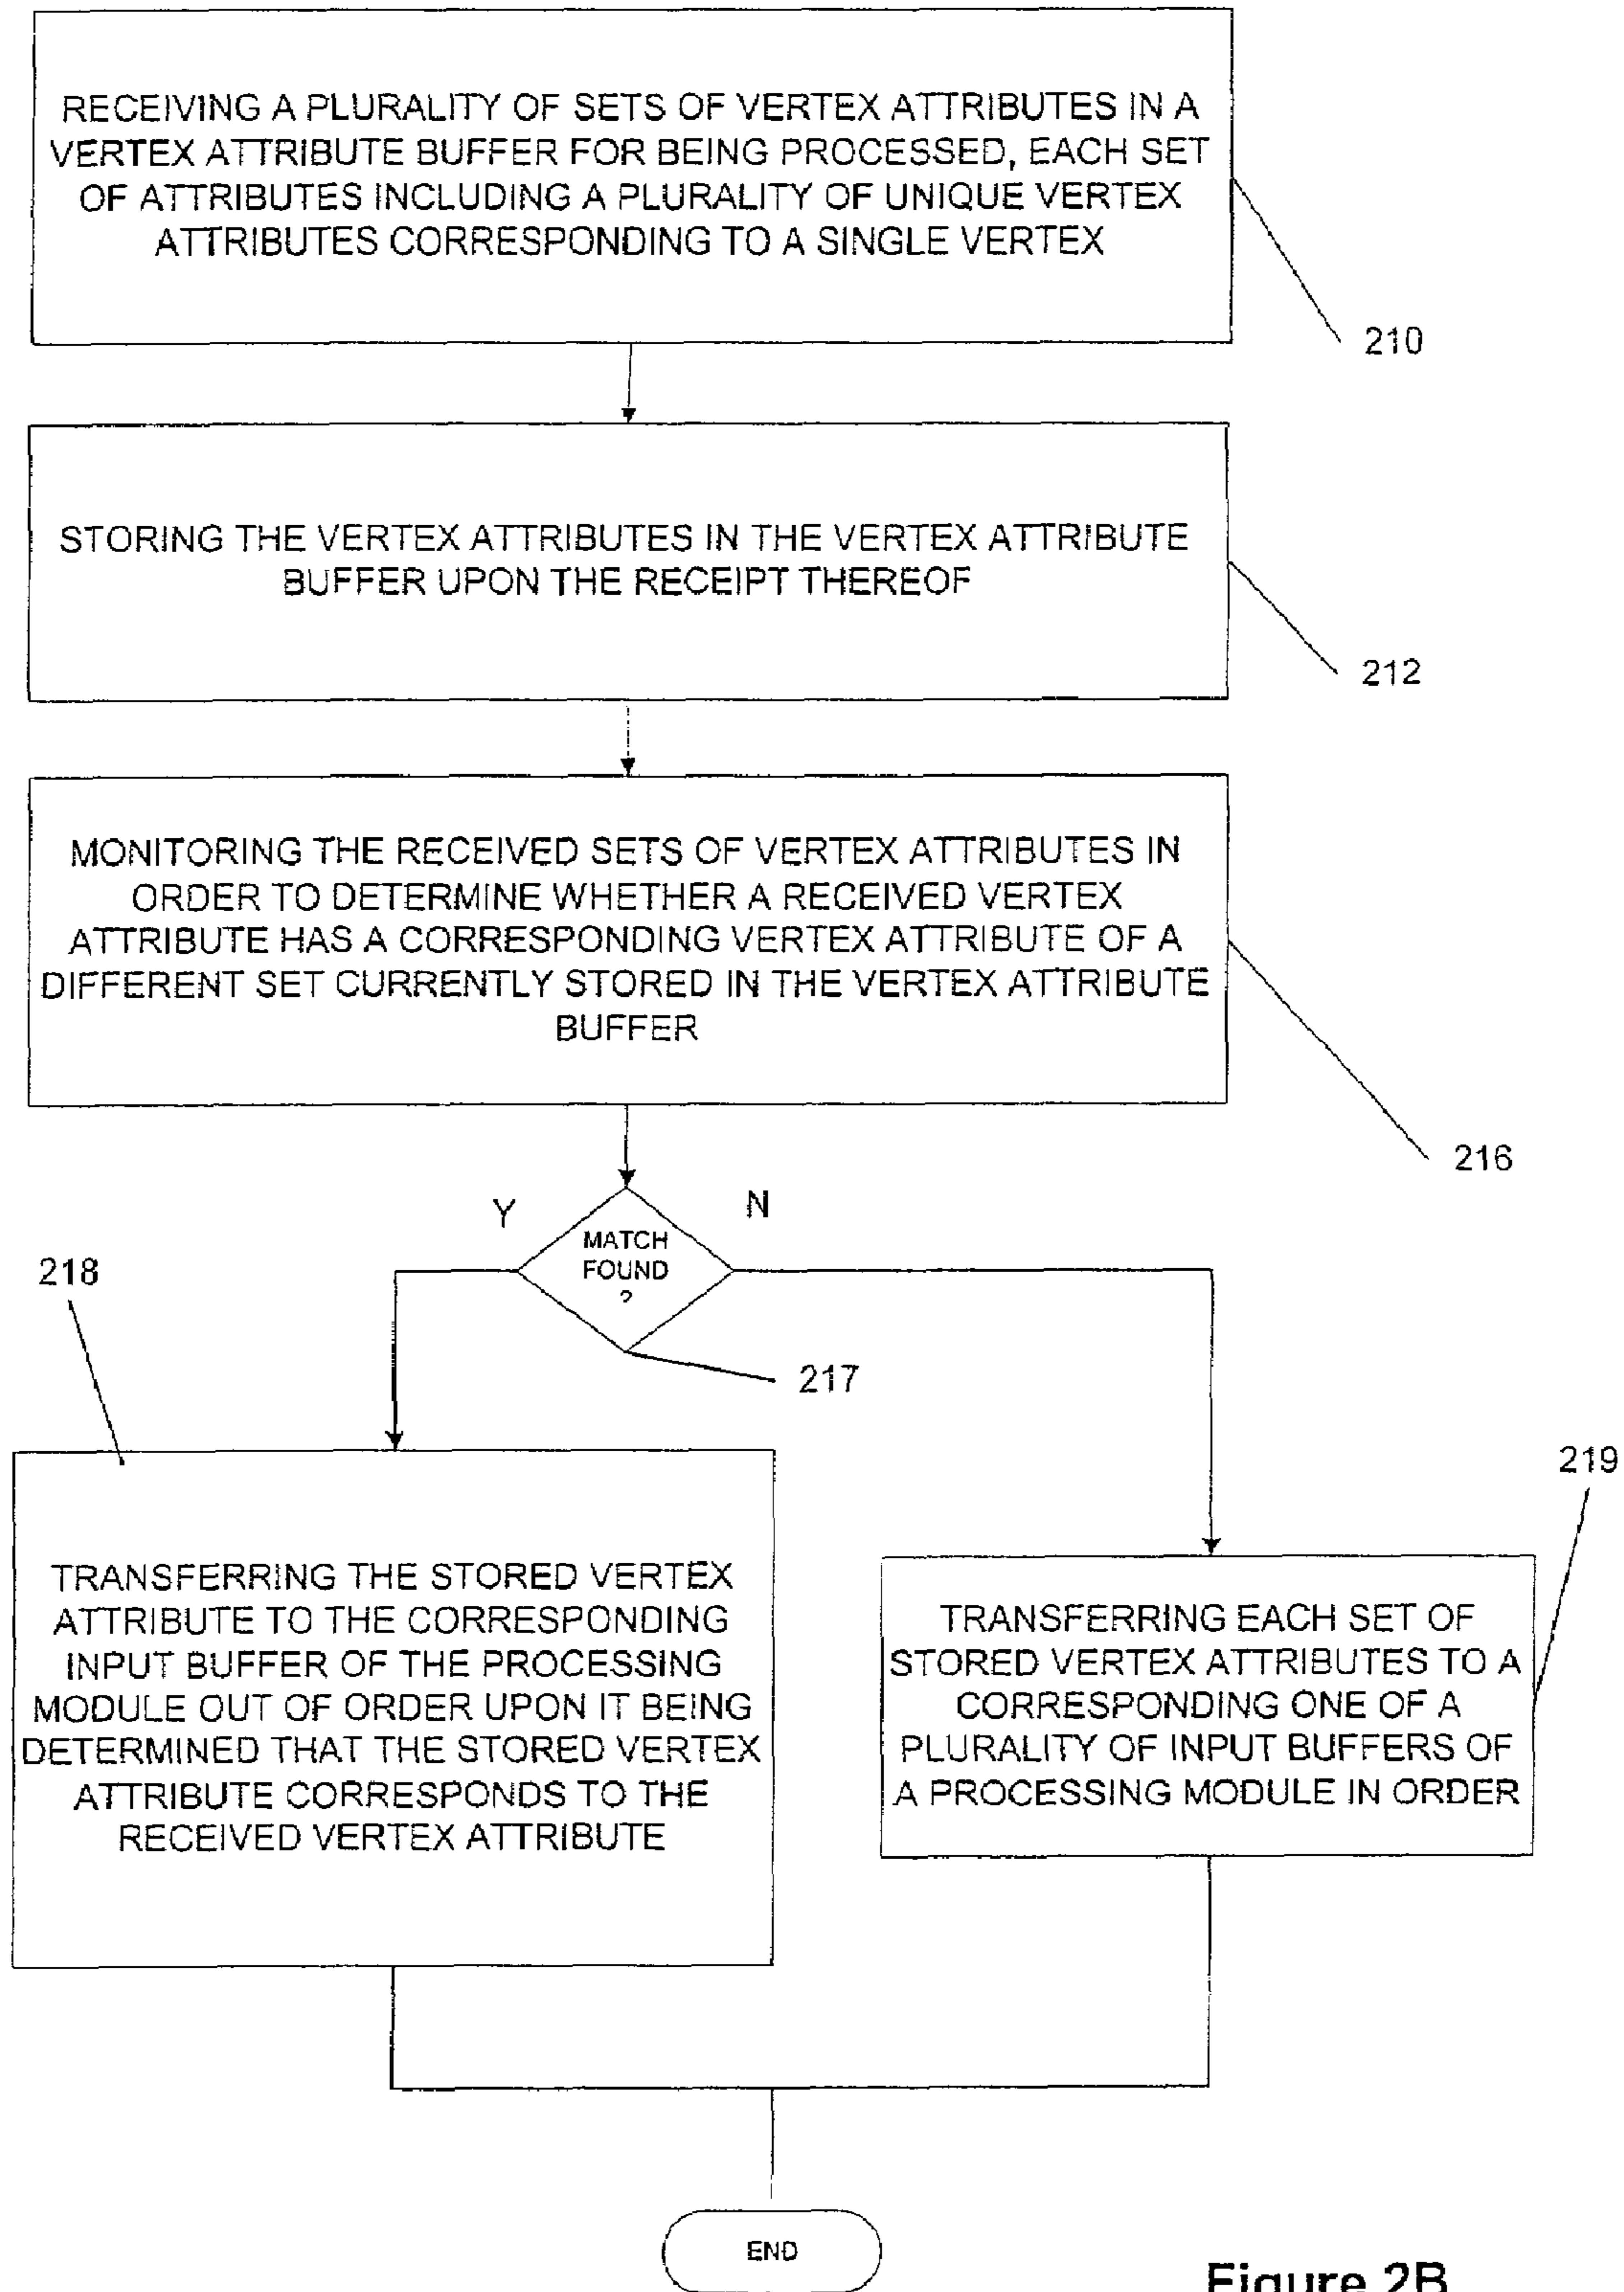 RECEIVING A PLURALITY OF SETS OF VERTEX ATTRIBUTES IN A
VERTEX ATTRIBUTE BUFFER FOR BEING PROCESSED, EACH SET
OF ATTRIBUTES INCLUDING A PLURALITY OF UNIQUE VERTEX
ATTRIBUTES CORRESPONDING TO A SINGLE VERTEX
210
STORING THE VERTEX ATTRIBUTES IN THE VERTEX ATTRIBUTE
BUFFER UPON THE RECEIPT THEREOF
212
MONITORING THE RECEIVED SETS OF VERTEX ATTRIBUTES IN
ORDER TO DETERMINE WHETHER A RECEIVED VERTEX
ATTRIBUTE HAS A CORRESPONDING VERTEX ATTRIBUTE OF A
DIFFERENT SET CURRENTLY STORED IN THE VERTEX ATTRIBUTE
BUFFER
216
Y
N
MATCH
FOUND
?
217
218
TRANSFERRING THE STORED VERTEX
ATTRIBUTE TO THE CORRESPONDING
INPUT BUFFER OF THE PROCESSING
MODULE OUT OF ORDER UPON IT BEING
DETERMINED THAT THE STORED VERTEX
ATTRIBUTE CORRESPONDS TO THE
RECEIVED VERTEX ATTRIBUTE
219
TRANSFERRING EACH SET OF
STORED VERTEX ATTRIBUTES TO A
CORRESPONDING ONE OF A
PLURALITY OF INPUT BUFFERS OF
A PROCESSING MODULE IN ORDER
END
Figure 2B